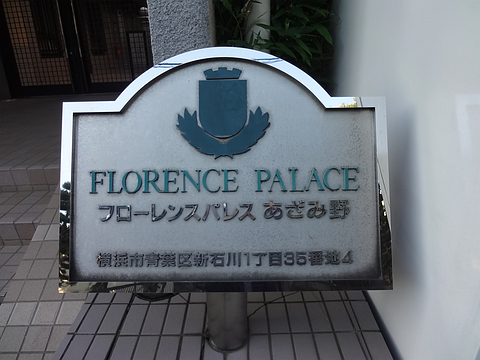 FLORENCE PALACE
フローレンスパレス あざみ野
横浜市青葉区新石川1丁目35番地4